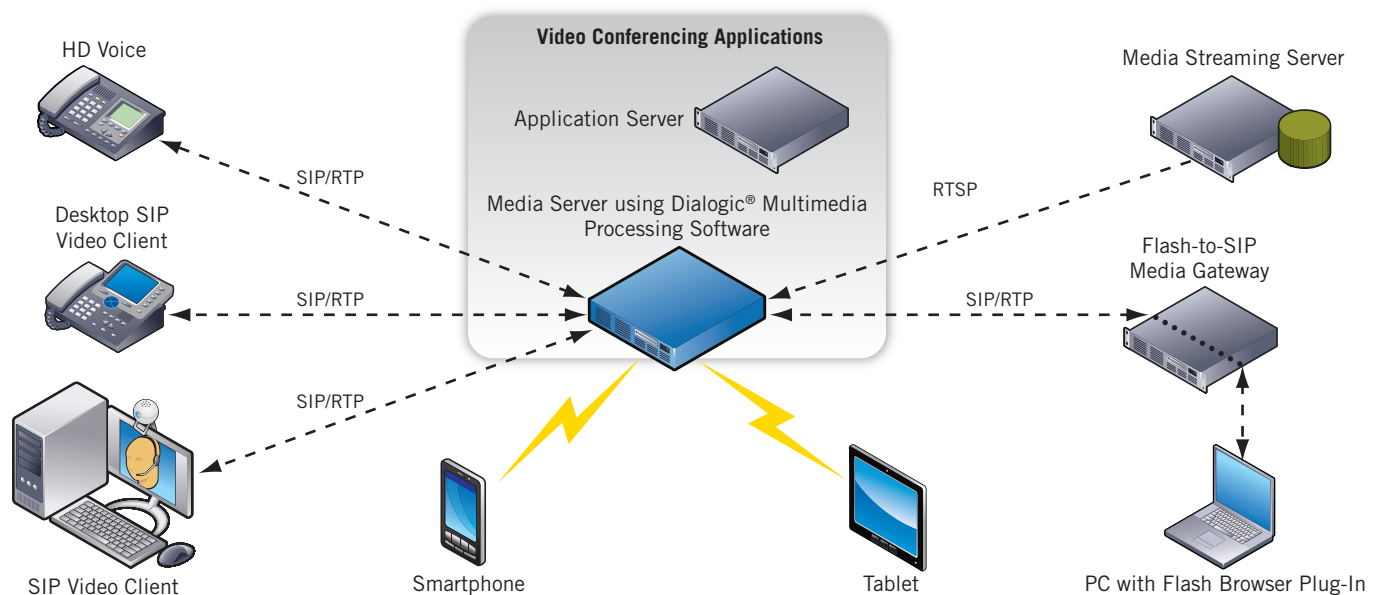 Video Conferencing Applications
HD Voice
Media Streaming Server
Application Server
SIP/RTP
RTSP
Desktop SIP
Video Client
Media Server using Dialogic® Multimedia
Processing Software
Flash-to-SIP
Media Gateway
SIP/RTP
SIP/RTP
SIP/RTP
SIP Video Client
Smartphone
Tablet
PC with Flash Browser Plug-In